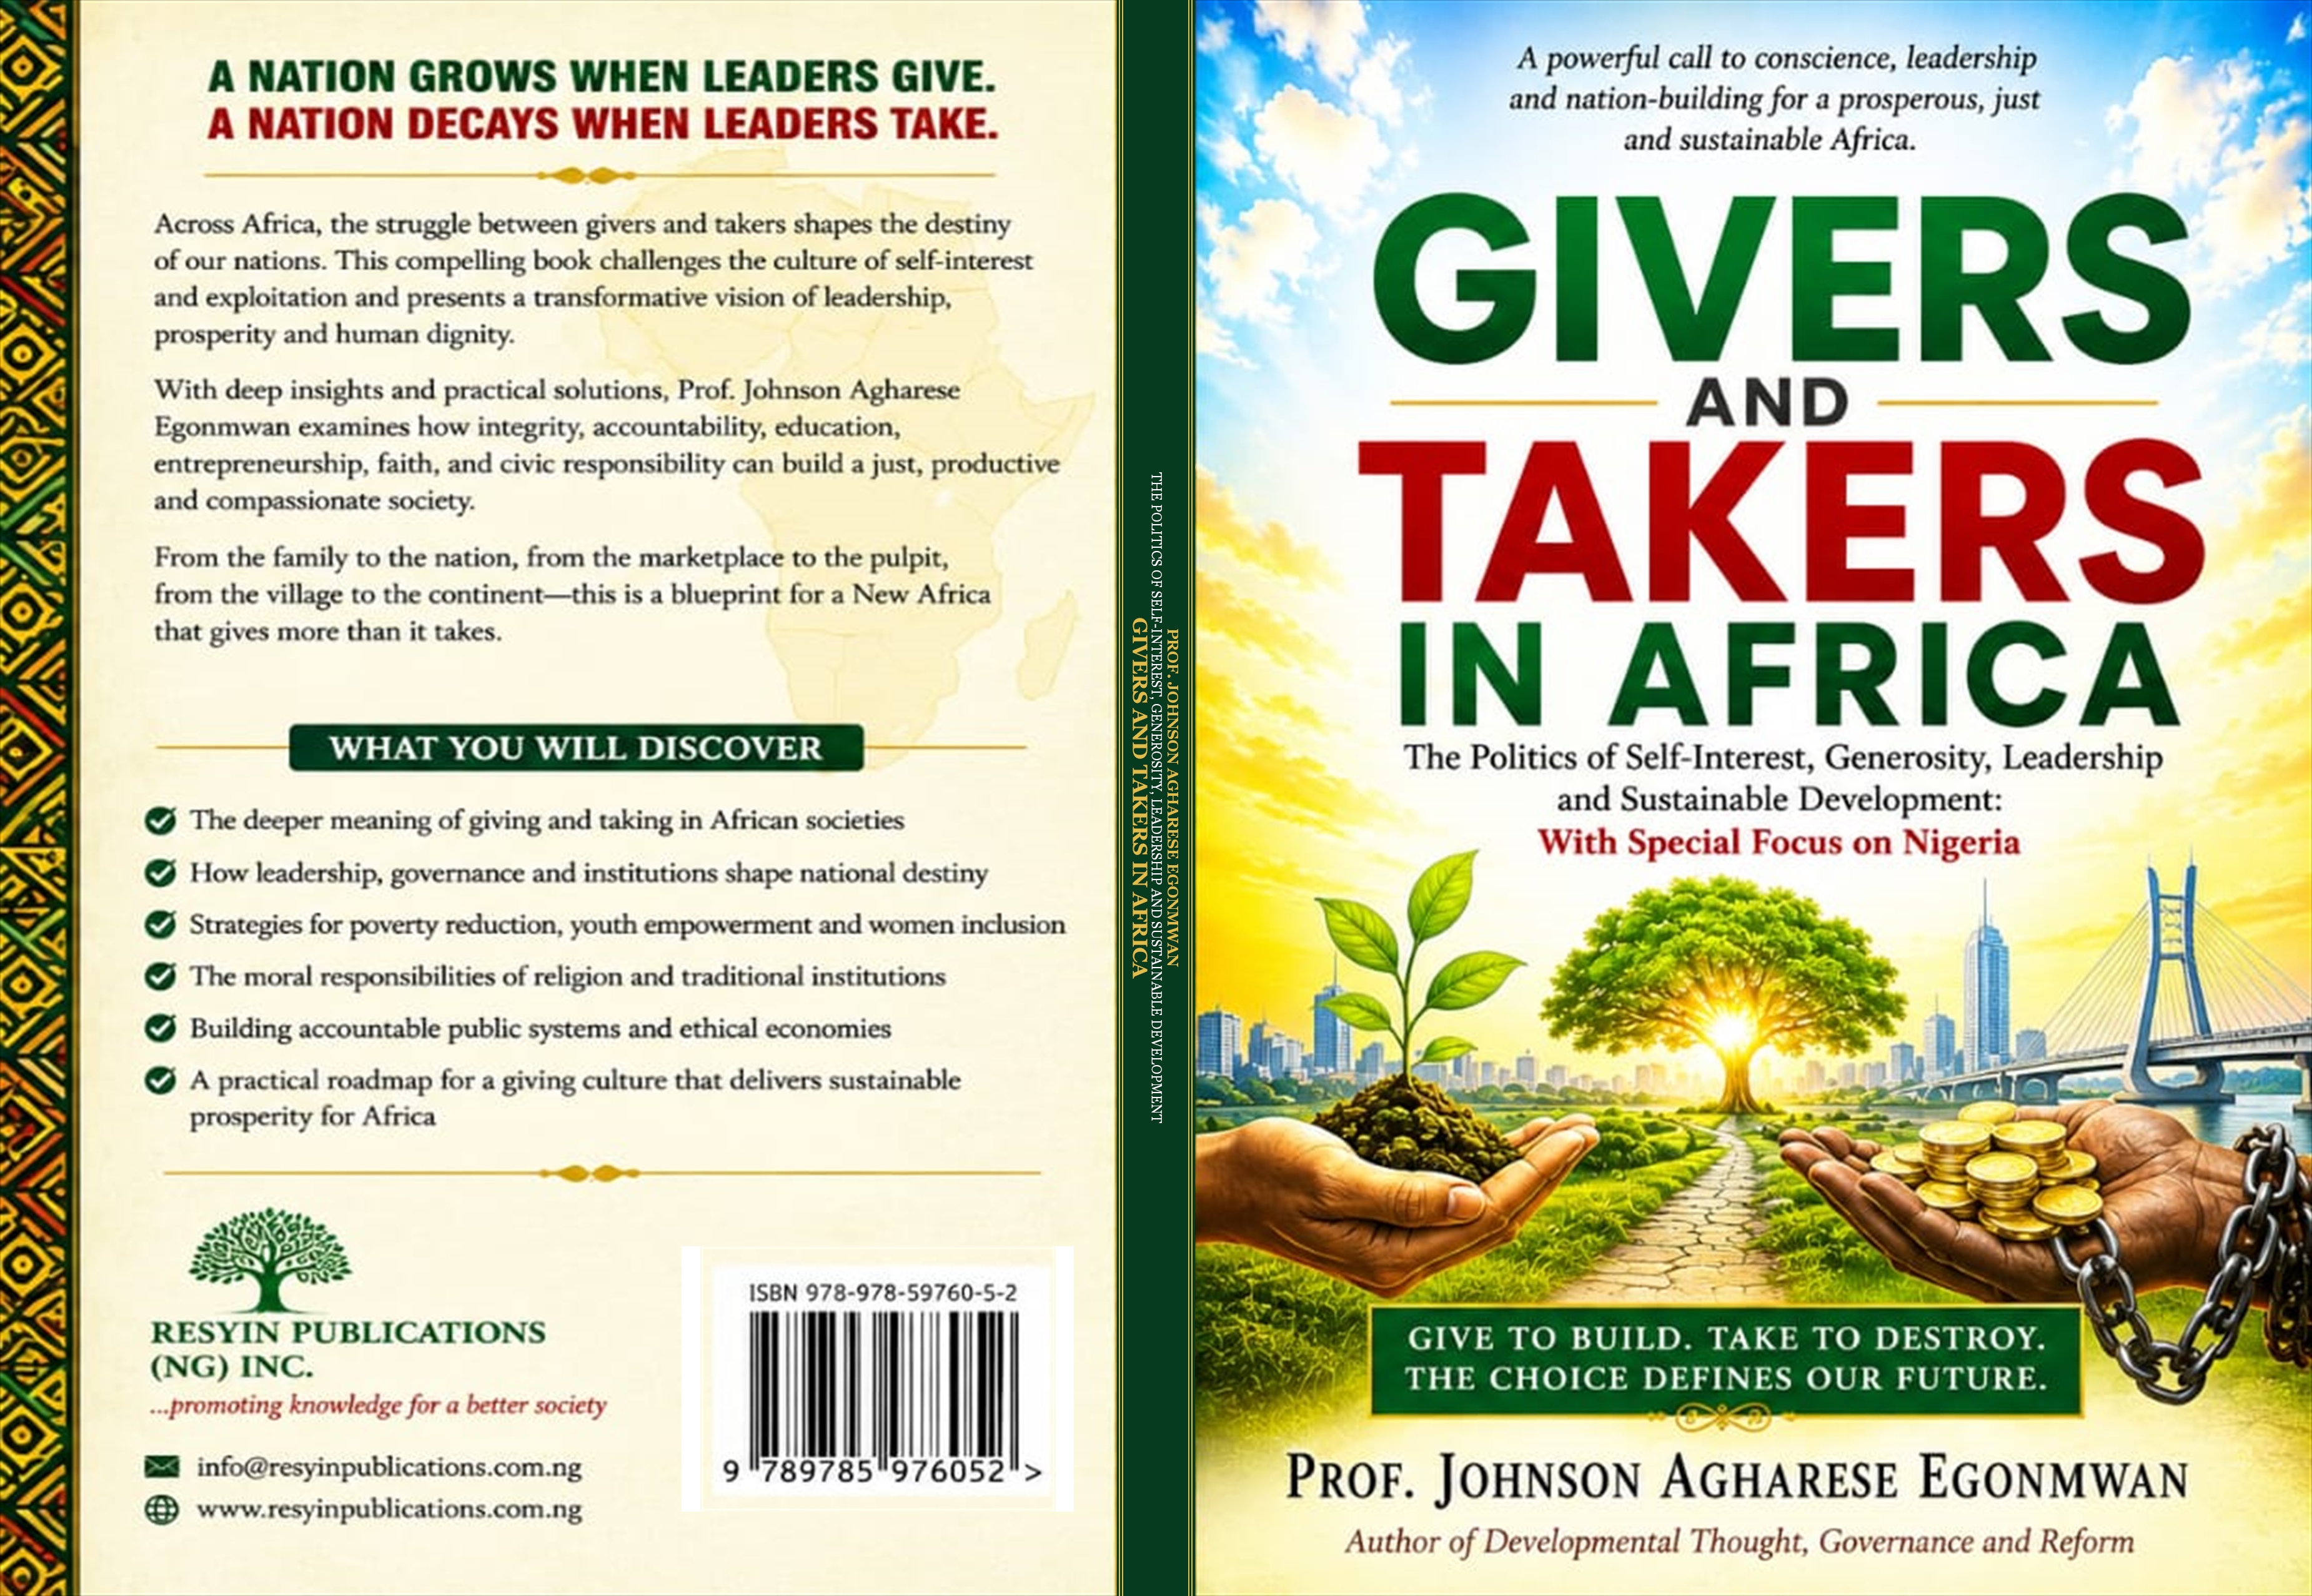 A NATION GROWS WHEN LEADERS GIVE.
A NATION DECAYS WHEN LEADERS TAKE.
Across Africa, the struggle between givers and takers shapes the destiny
of our nations. This compelling book challenges the culture of self-interest
and exploitation and presents a transformative vision of leadership,
prosperity and human dignity.
With deep insights and practical solutions, Prof. Johnson Agharese
Egonmwan examines how integrity, accountability, education,
entrepreneurship, faith, and civic responsibility can build a just, productive
and compassionate society.
From the family to the nation, from the marketplace to the pulpit,
from the village to the continent—this is a blueprint for a New Africa
that gives more than it takes.
WHAT YOU WILL DISCOVER
The deeper meaning of giving and taking in African societies
How leadership, governance and institutions shape national destiny
Strategies for poverty reduction, youth empowerment and women inclusion
The moral responsibilities of religion and traditional institutions
Building accountable public systems and ethical economies
A practical roadmap for a giving culture that delivers sustainable
prosperity for Africa
RESYIN PUBLICATIONS
(NG) INC.
...promoting knowledge for a better society
info@resyinpublications.com.ng
www.resyinpublications.com.ng
ISBN 978-978-59760-5-2
9 789785 976052 >
PROF. JOHNSON AGHARESE EGONMWAN
THE POLITICS OF SELF-INTEREST, GENEROSITY, LEADERSHIP AND SUSTAINABLE DEVELOPMENT
GIVERS AND TAKERS IN AFRICA
A powerful call to conscience, leadership
and nation-building for a prosperous, just
and sustainable Africa.
GIVERS
AND
TAKERS
IN AFRICA
The Politics of Self-Interest, Generosity, Leadership
and Sustainable Development:
With Special Focus on Nigeria
GIVE TO BUILD. TAKE TO DESTROY.
THE CHOICE DEFINES OUR FUTURE.
PROF. JOHNSON AGHARESE EGONMWAN
Author of Developmental Thought, Governance and Reform